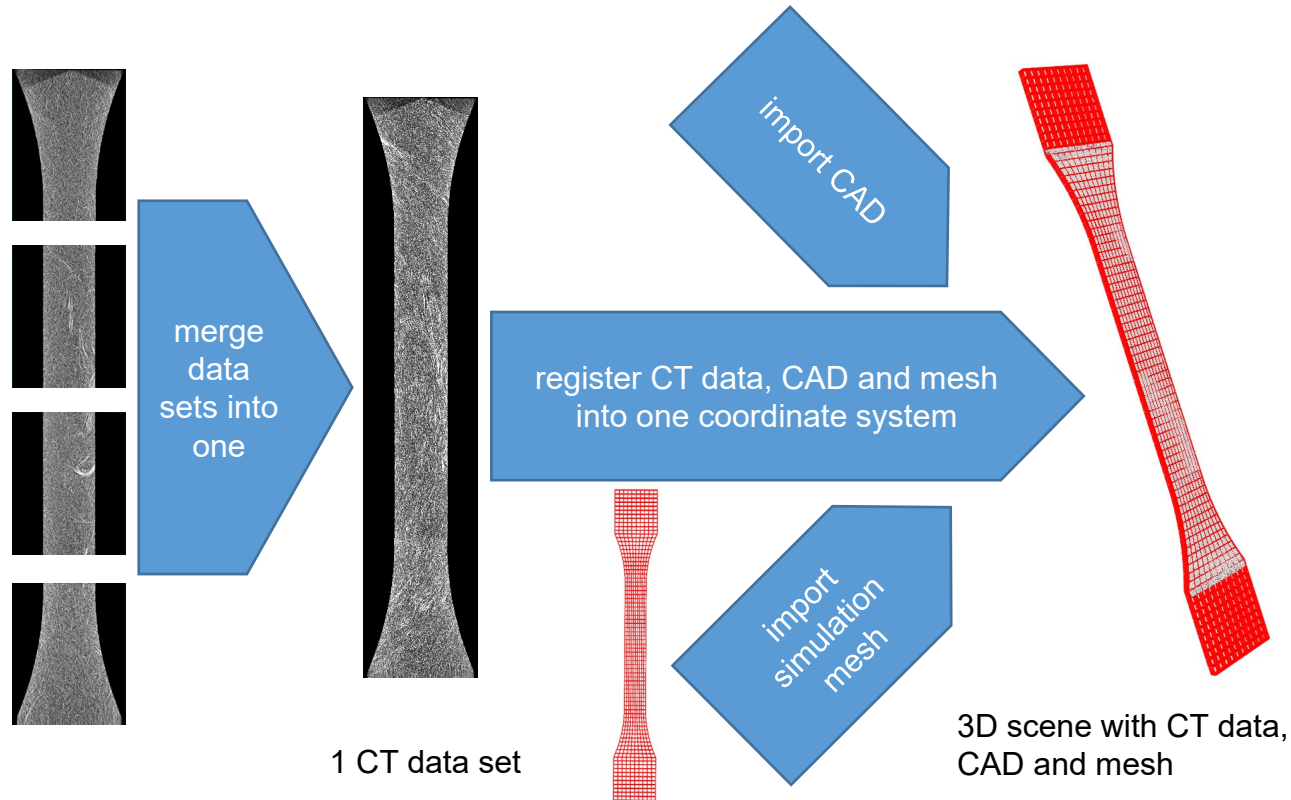 merge
data
sets into
one
import CAD
register CT data, CAD and mesh
into one coordinate system
import
simulation
mesh
1 CT data set
3D scene with CT data,
CAD and mesh